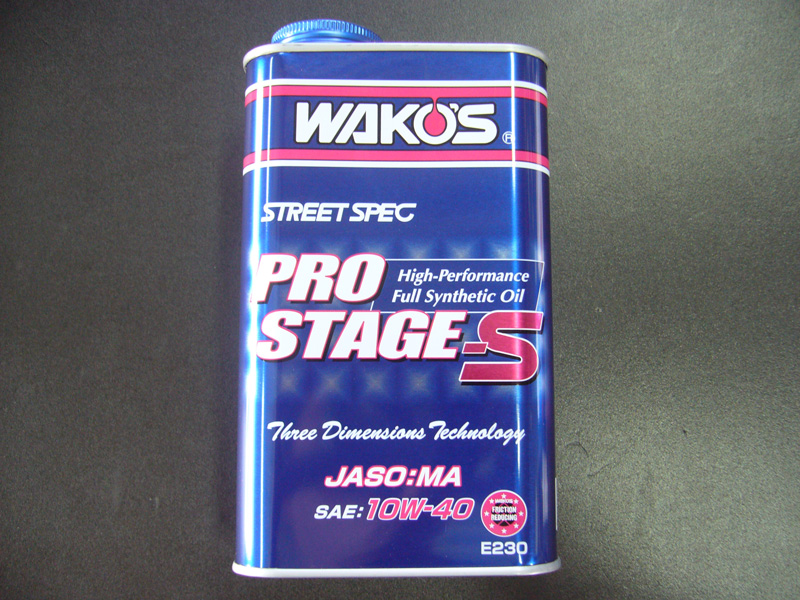 WAKO'S®
STREET SPEC
PRO
High-Performance
Full Synthetic Oil
STAGE-S
Three Dimensions Technology
JASO:MA
SAE:10W-40
FRICTION
REDUCING
E230